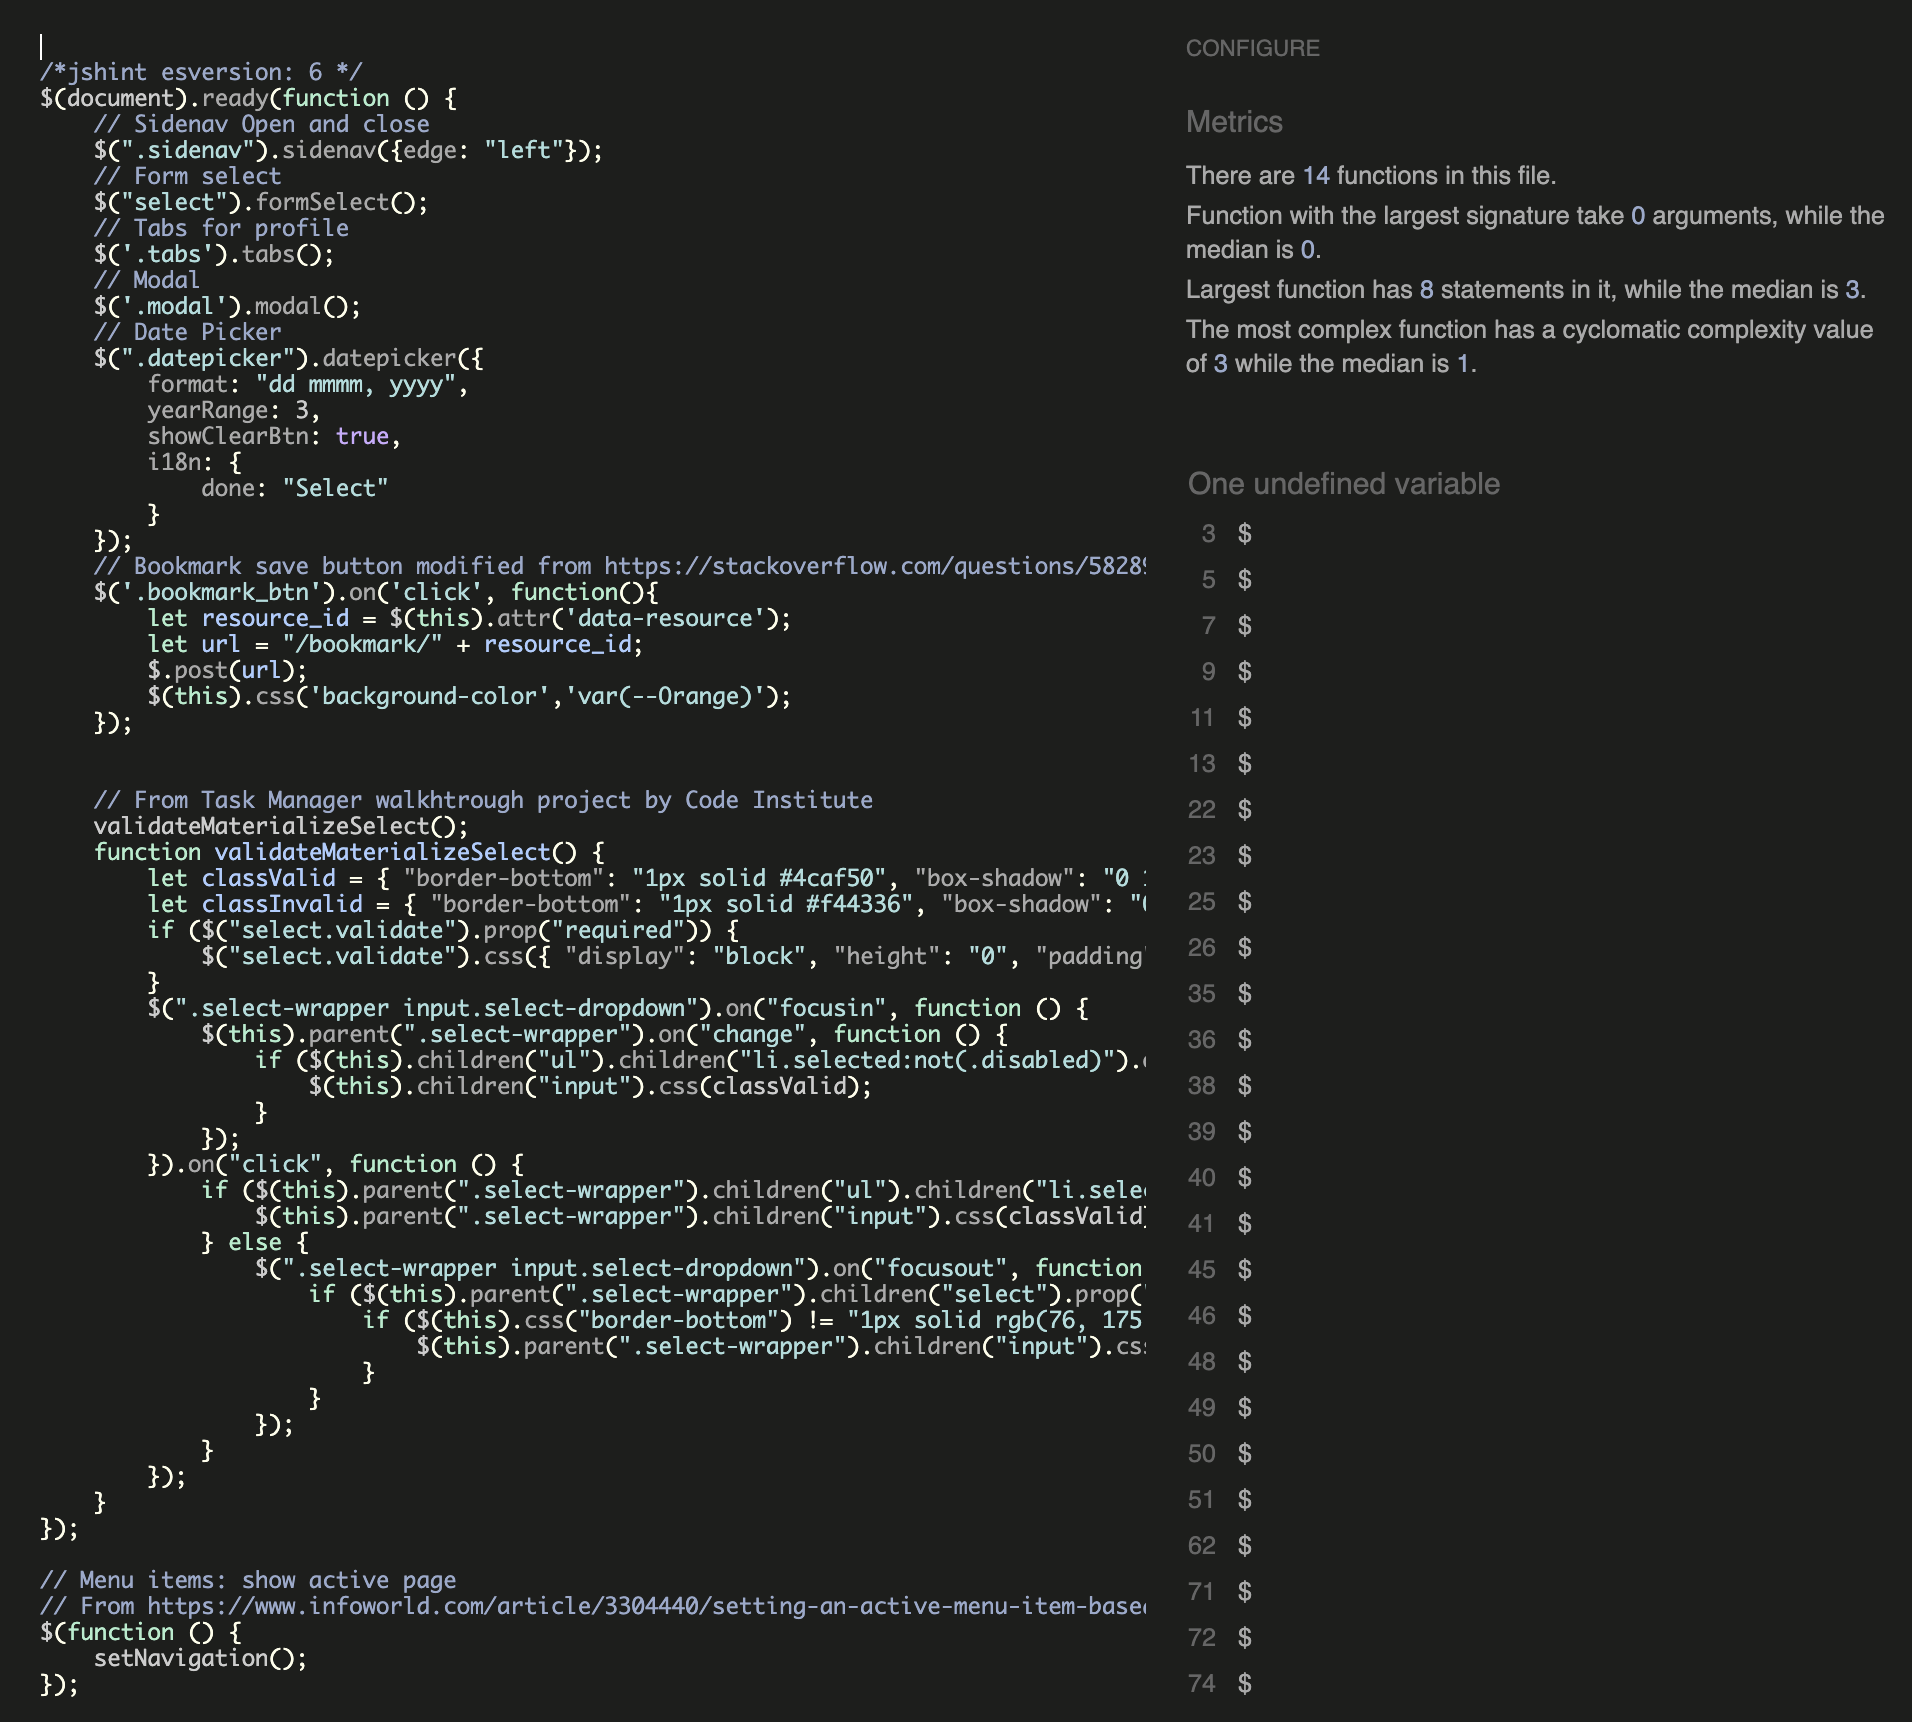 /*jshint esversion: 6 */
$(document).ready(function () {
    // Sidenav Open and close
    $(".sidenav").sidenav({edge: "left"});
    // Form select
    $("select").formSelect();
    // Tabs for profile
    $('.tabs').tabs();
    // Modal
    $('.modal').modal();
    // Date Picker
    $(".datepicker").datepicker({
        format: "dd mmmm, yyyy",
        yearRange: 3,
        showClearBtn: true,
        i18n: {
            done: "Select"
        }
    });
    // Bookmark save button modified from https://stackoverflow.com/questions/58289
    $('.bookmark_btn').on('click', function(){
        let resource_id = $(this).attr('data-resource');
        let url = "/bookmark/" + resource_id;
        $.post(url);
        $(this).css('background-color','var(--Orange)');
    });
    // From Task Manager walkhtrough project by Code Institute
    validateMaterializeSelect();
    function validateMaterializeSelect() {
        let classValid = { "border-bottom": "1px solid #4caf50", "box-shadow": "0
        let classInvalid = { "border-bottom": "1px solid #f44336", "box-shadow": "
        if ($("select.validate").prop("required")) {
            $("select.validate").css({ "display": "block", "height": "0", "padding
        }
        $(".select-wrapper input.select-dropdown").on("focusin", function () {
            $(this).parent(".select-wrapper").on("change", function () {
                if ($(this).children("ul").children("li.selected:not(.disabled)").
                    $(this).children("input").css(classValid);
                }
            });
        }).on("click", function () {
            if ($(this).parent(".select-wrapper").children("ul").children("li.sele
                $(this).parent(".select-wrapper").children("input").css(classValid
            } else {
                $(".select-wrapper input.select-dropdown").on("focusout", function
                    if ($(this).parent(".select-wrapper").children("select").prop(
                        if ($(this).css("border-bottom") != "1px solid rgb(76, 175
                            $(this).parent(".select-wrapper").children("input").cs
                        }
                    }
                });
            }
        });
    }
});
// Menu items: show active page
// From https://www.infoworld.com/article/3304440/setting-an-active-menu-item-base
$(function () {
    setNavigation();
});
CONFIGURE
Metrics
There are 14 functions in this file.
Function with the largest signature take 0 arguments, while the
median is 0.
Largest function has 8 statements in it, while the median is 3.
The most complex function has a cyclomatic complexity value
of 3 while the median is 1.
One undefined variable
3 $
5 $
7 $
9 $
11 $
13 $
22 $
23 $
25 $
26 $
35 $
36 $
38 $
39 $
40 $
41 $
45 $
46 $
48 $
49 $
50 $
51 $
62 $
71 $
72 $
74 $